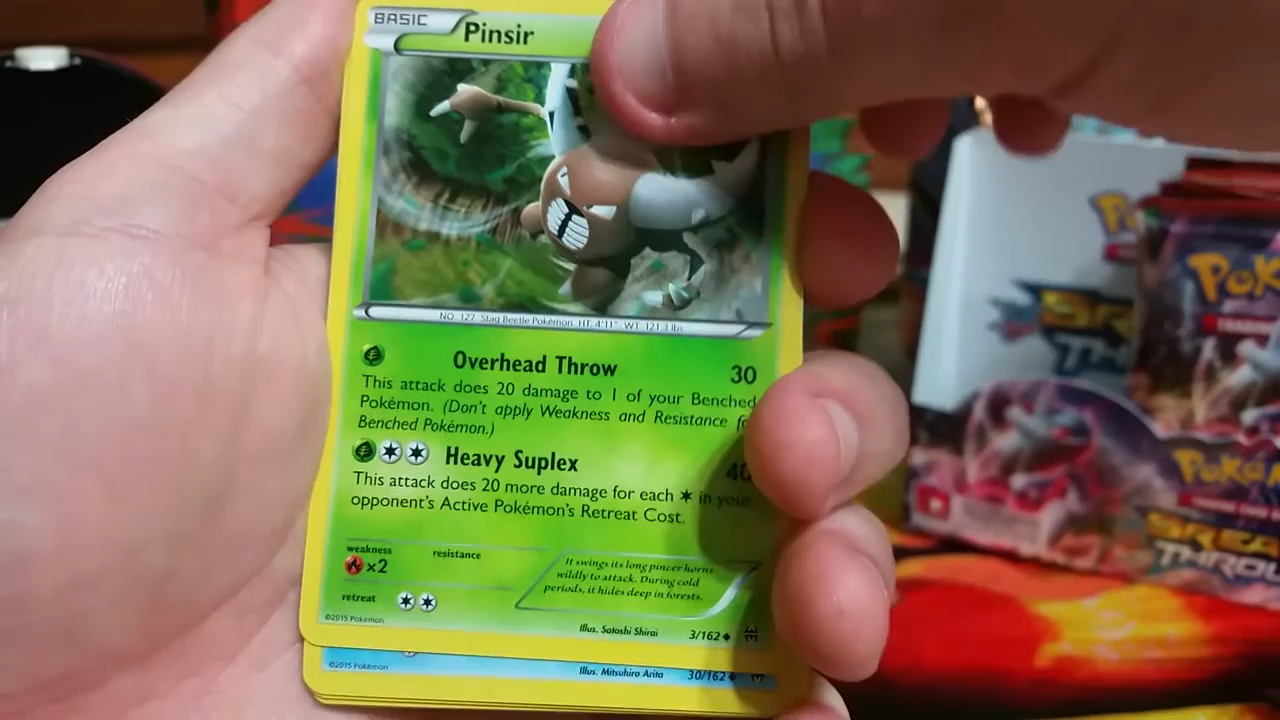 BASIC Pinsir
NO. 127 Stag Beetle Pokémon HT. 4'11" WT. 121.3 lbs
Overhead Throw 30
This attack does 20 damage to 1 of your Benched
Pokémon. (Don't apply Weakness and Resistance
Benched Pokémon.)
Heavy Suplex 40
This attack does 20 more damage for each in your
opponent's Active Pokémon's Retreat Cost.
weakness resistance
×2
It swings its long pincer horns
wildly to attack. During cold
periods, it hides deep in forests.
retreat
©2015 Pokémon
Illus. Satoshi Shirai 3/162
©2015 Pokémon Illus. Mitsuhiro Arita 30/162